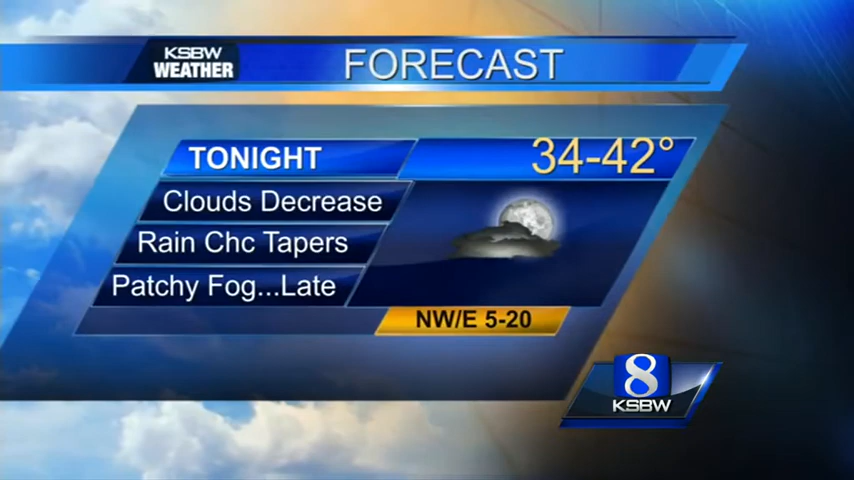 KSBW
WEATHER
FORECAST
TONIGHT
34-42°
Clouds Decrease
Rain Chc Tapers
Patchy Fog...Late
NW/E 5-20
8
KSBW